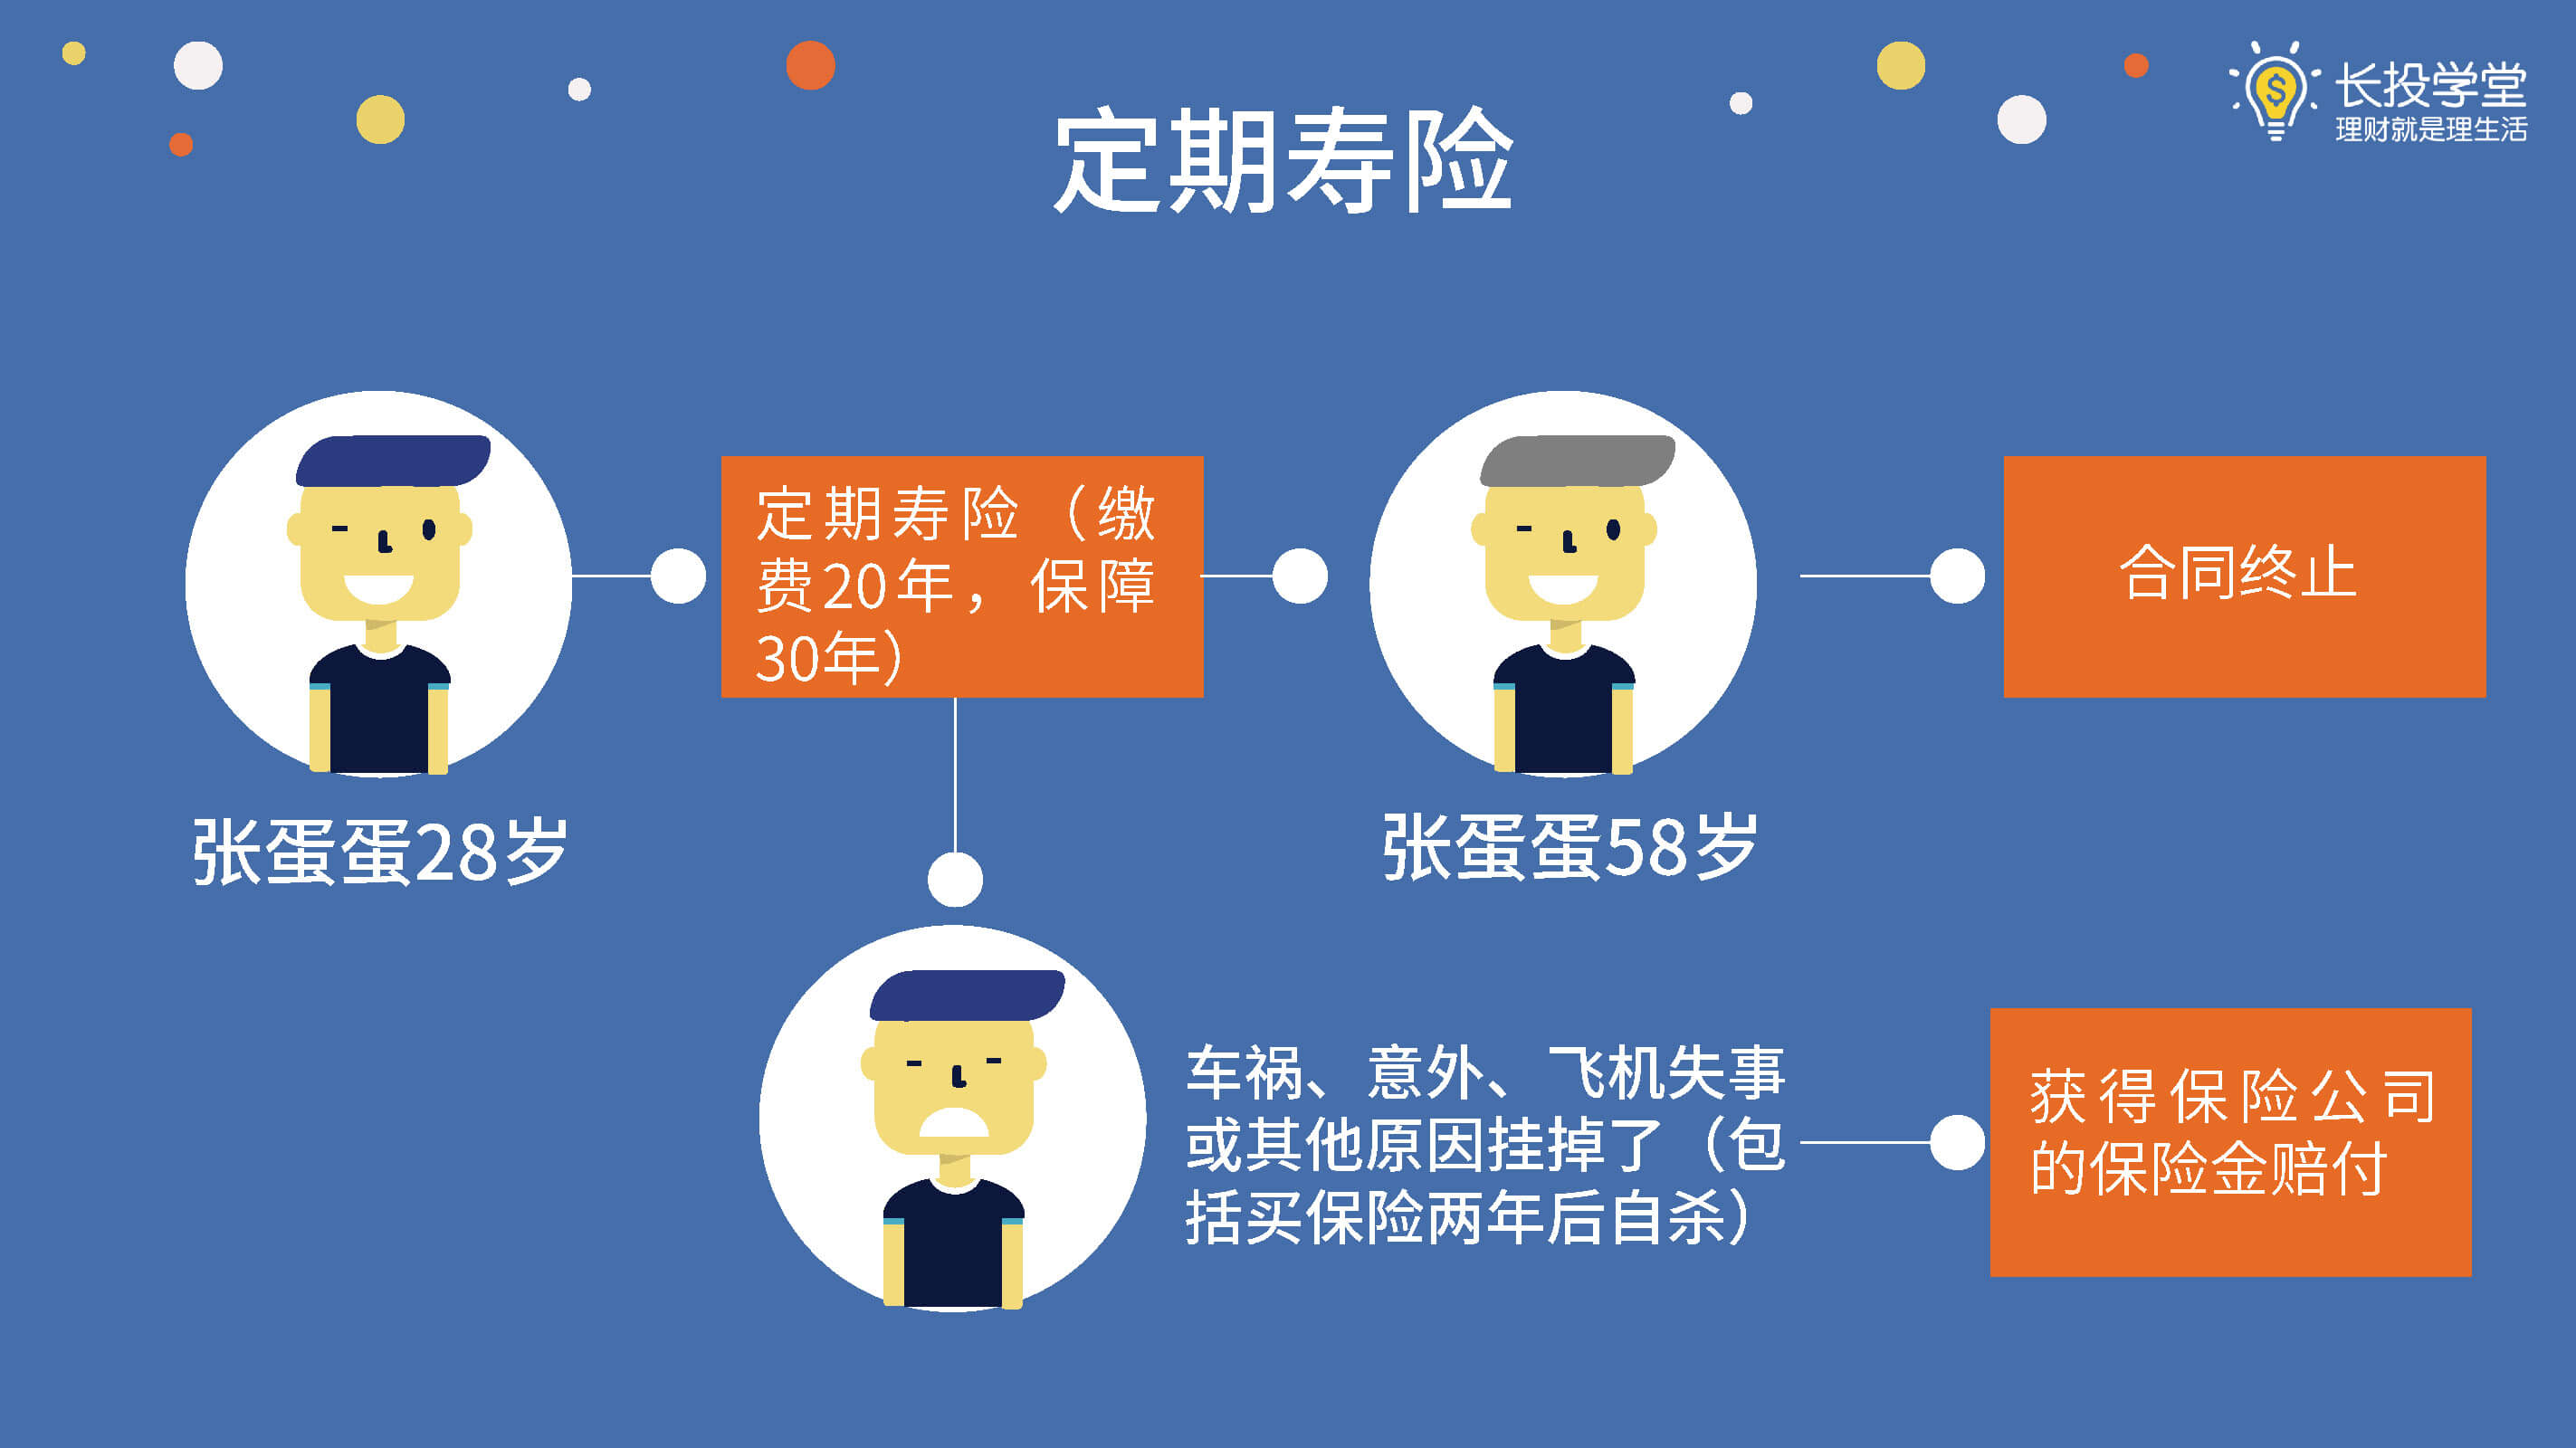 长投学堂
理财就是理生活
定期寿险
定期寿险（缴
费20年，保障
30年）
合同终止
张蛋蛋28岁
张蛋蛋58岁
车祸、意外、飞机失事
或其他原因挂掉了（包
括买保险两年后自杀）
获得保险公司
的保险金赔付